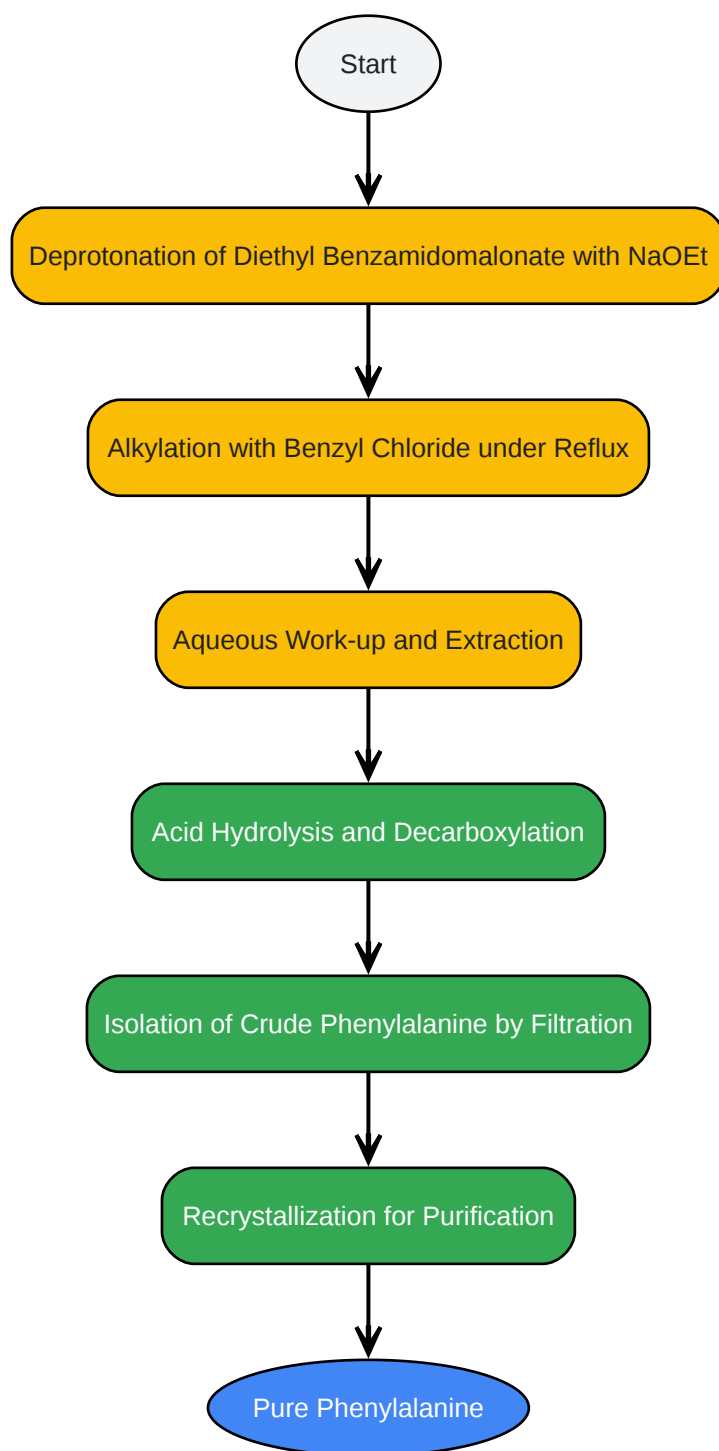 Start
Deprotonation of Diethyl Benzamidomalonate with NaOEt
Alkylation with Benzyl Chloride under Reflux
Aqueous Work-up and Extraction
Acid Hydrolysis and Decarboxylation
Isolation of Crude Phenylalanine by Filtration
Recrystallization for Purification
Pure Phenylalanine